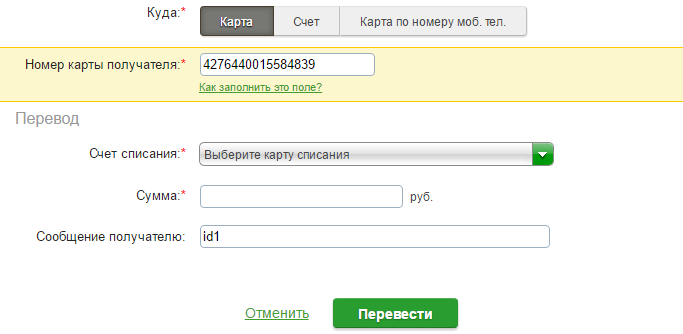 Куда:* Карта Счет Карта по номеру моб. тел.
Номер карты получателя:* 4276440015584839
Как заполнить это поле?
Перевод
Счет списания:* Выберите карту списания
Сумма:* руб.
Сообщение получателю: id1
Отменить Перевести